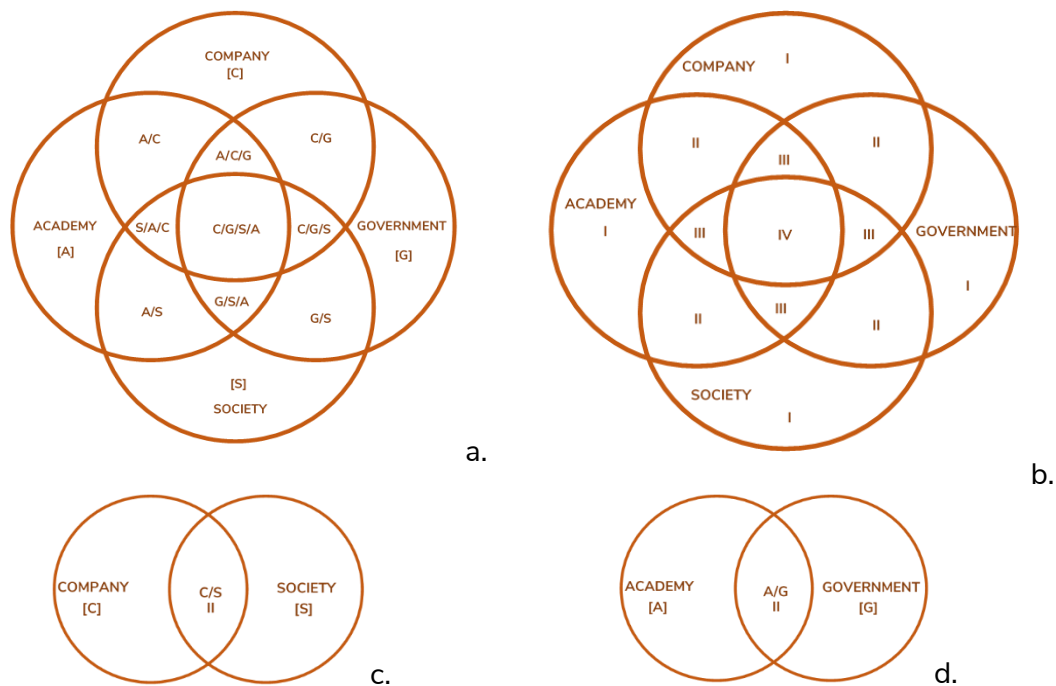 COMPANY
[C]
A/C
C/G
A/C/G
ACADEMY
[A]
S/A/C
C/G/S/A
C/G/S
GOVERNMENT
[G]
A/S
G/S/A
G/S
[S]
SOCIETY
a.
COMPANY
I
II
III
II
ACADEMY
I
III
IV
III
GOVERNMENT
I
II
III
II
SOCIETY
I
b.
COMPANY
[C]
C/S
II
SOCIETY
[S]
c.
ACADEMY
[A]
A/G
II
GOVERNMENT
[G]
d.